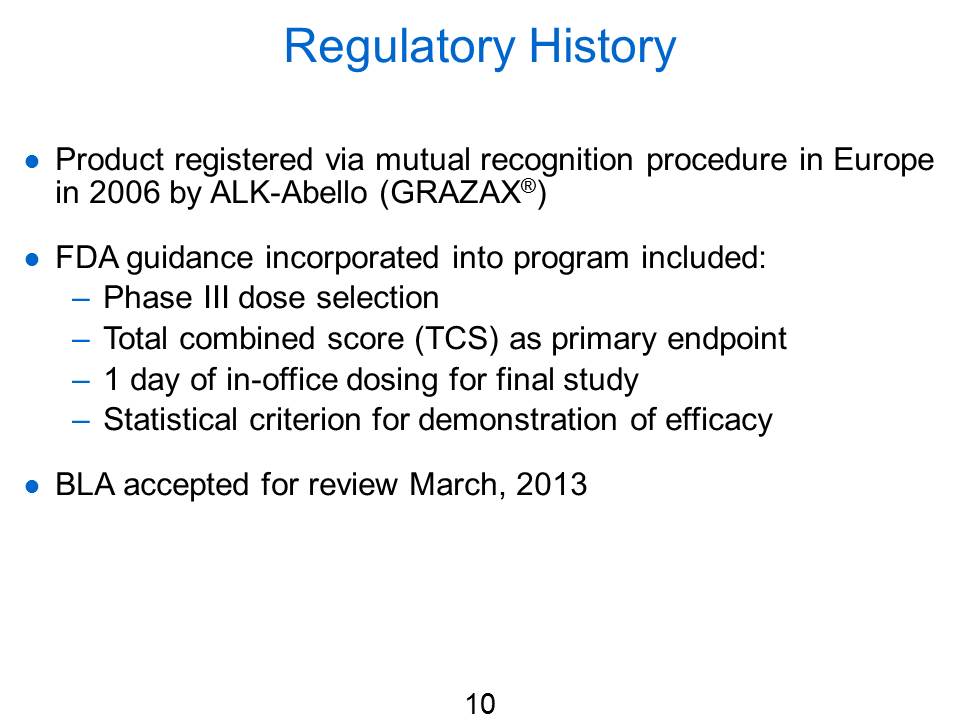 Regulatory History
● Product registered via mutual recognition procedure in Europe
in 2006 by ALK-Abello (GRAZAX®)
● FDA guidance incorporated into program included:
– Phase III dose selection
– Total combined score (TCS) as primary endpoint
– 1 day of in-office dosing for final study
– Statistical criterion for demonstration of efficacy
● BLA accepted for review March, 2013
10